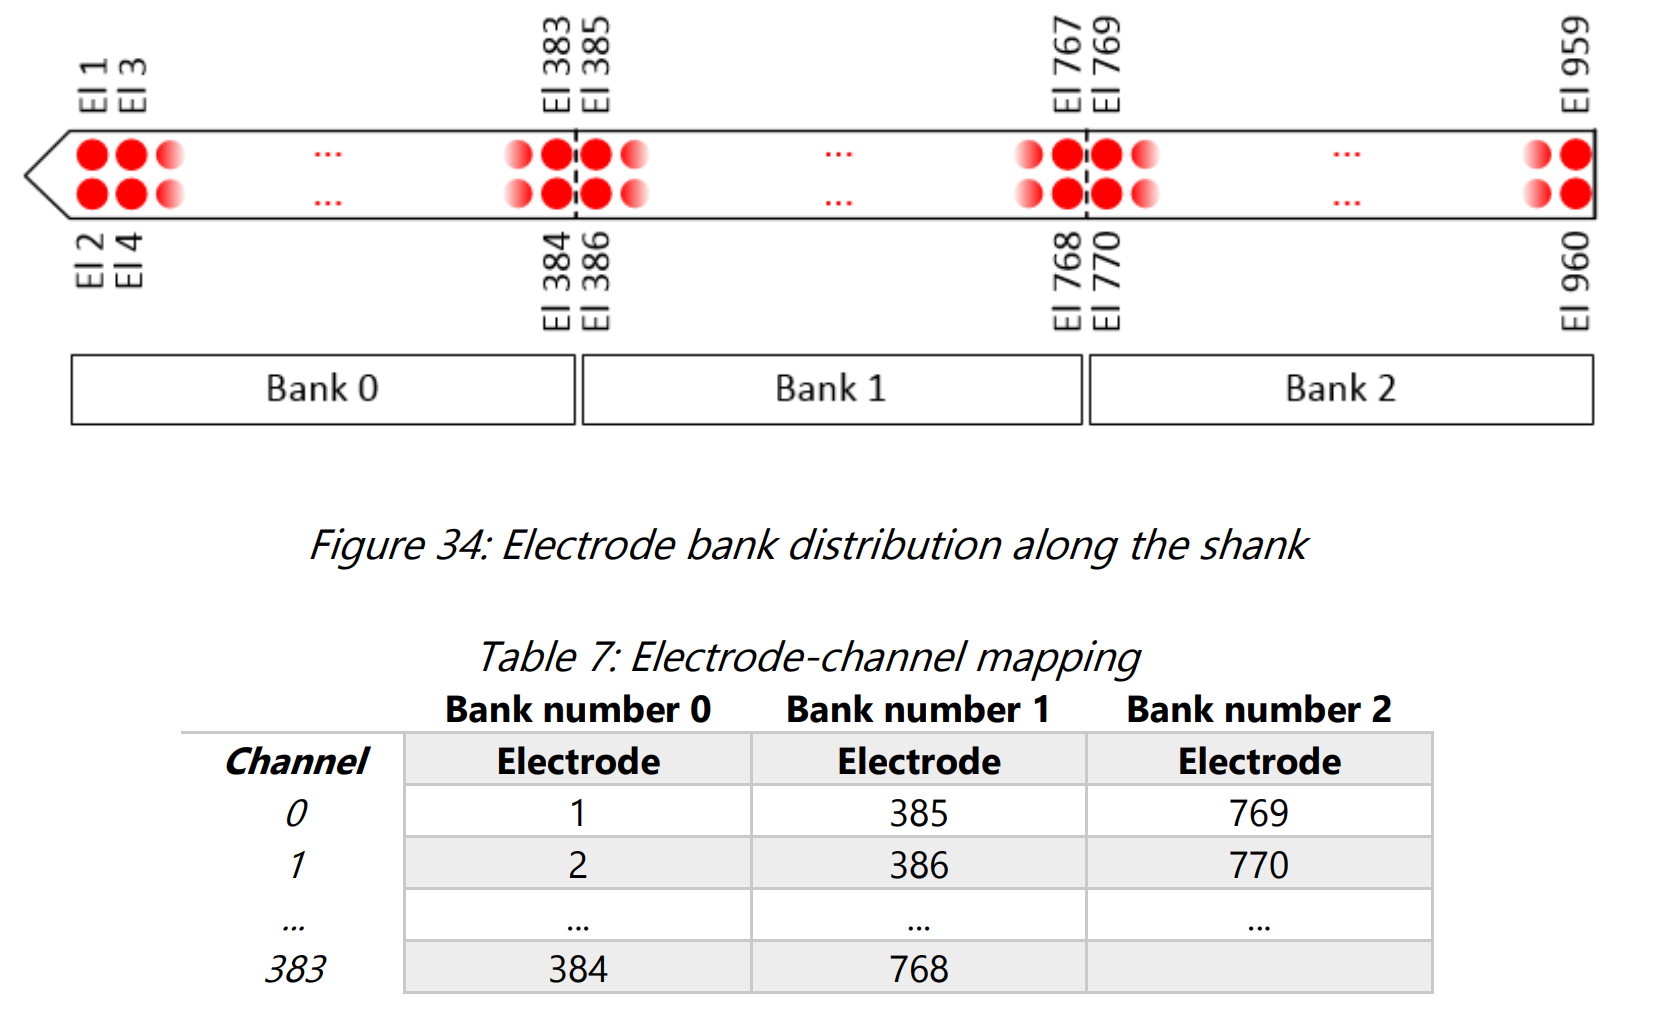 El 1 El 3 El 383 El 385 El 767 El 769 El 959
... ... ...
... ... ...
El 2 El 4 El 384 El 386 El 768 El 770 El 960
Bank 0 Bank 1 Bank 2
Figure 34: Electrode bank distribution along the shank
Table 7: Electrode-channel mapping
Bank number 0 Bank number 1 Bank number 2
Channel Electrode Electrode Electrode
0 1 385 769
1 2 386 770
... ... ... ...
383 384 768